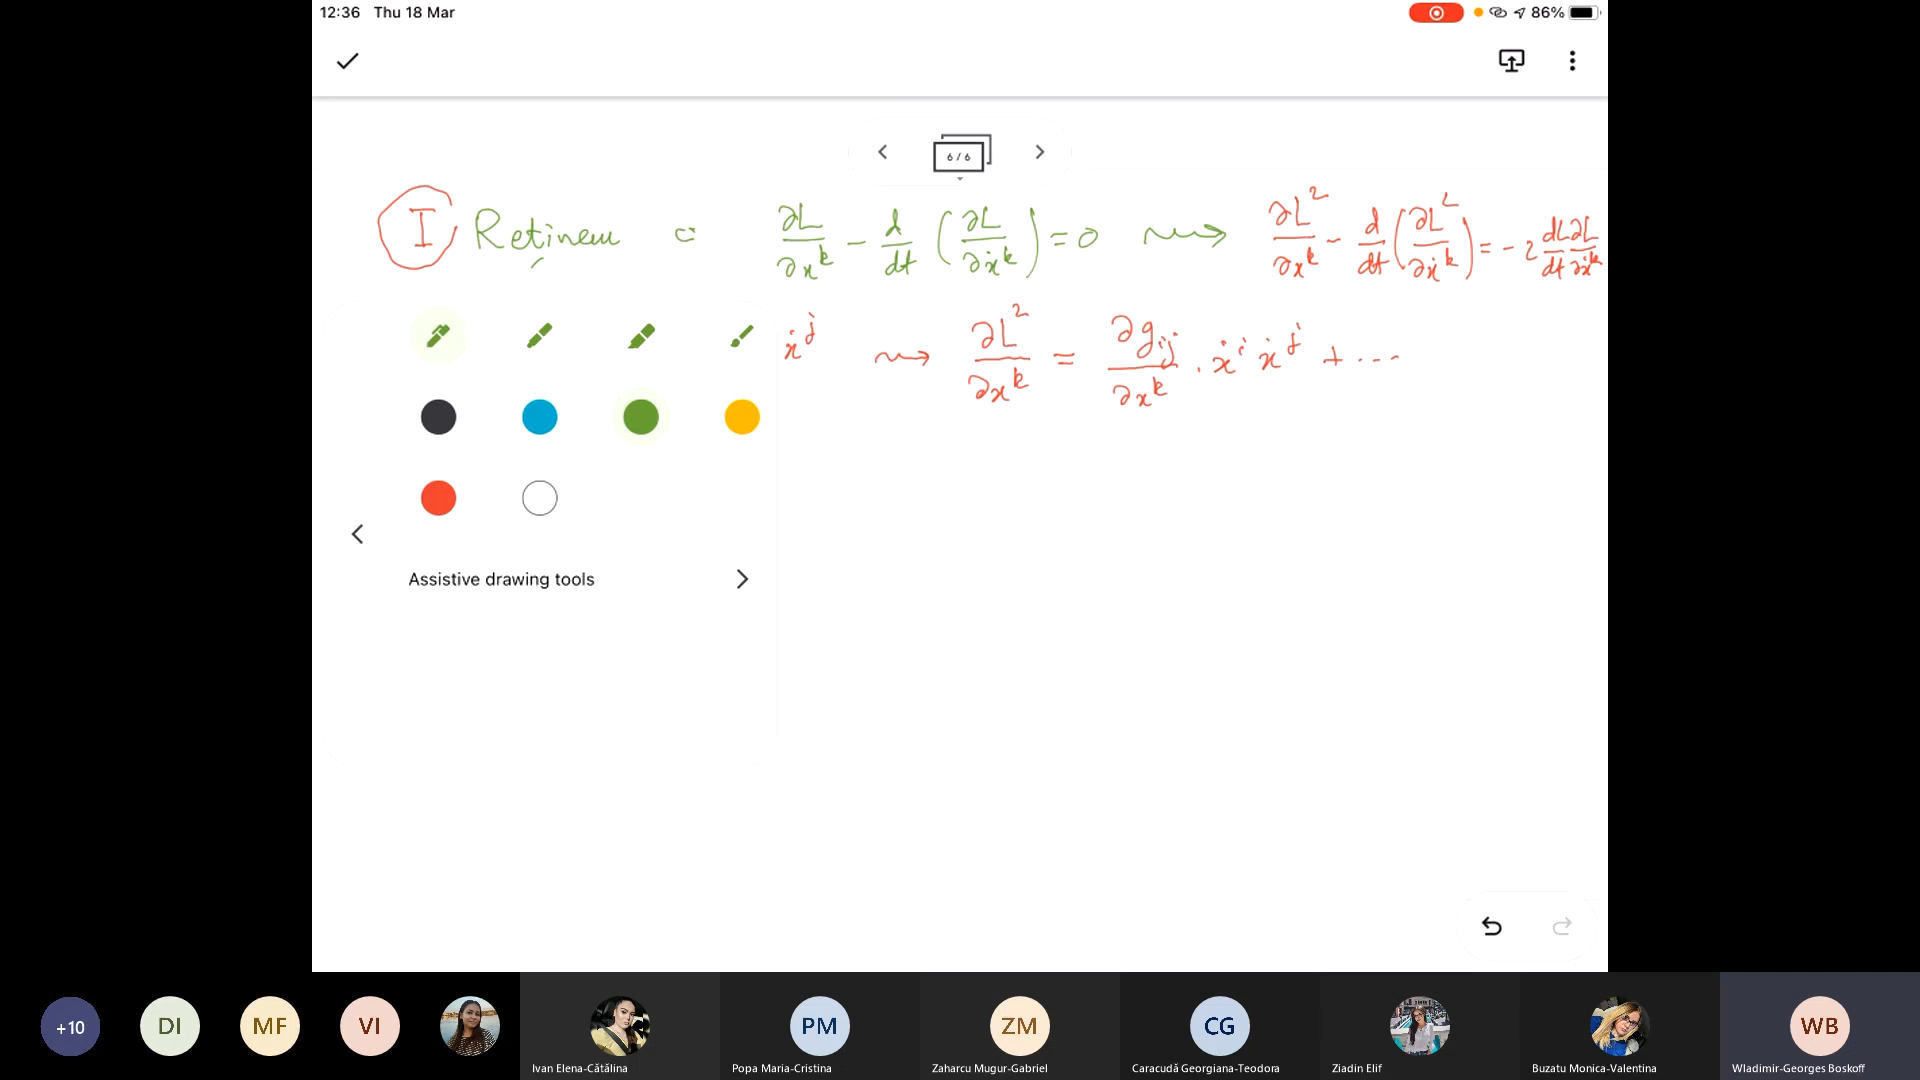 12:36 Thu 18 Mar 86%
6/6
I Rețineu = ∂L/∂x^k − d/dt (∂L/∂ẋ^k) = 0 ⇝ ∂L²/∂x^k − d/dt (∂L²/∂ẋ^k) = −2 dL/dt ∂L/∂ẋ^k
ẋ^j ⇝ ∂L²/∂x^k = ∂g_ij/∂x^k · ẋ^i ẋ^j + ...
Assistive drawing tools
+10 DI MF VI PM ZM CG WB
Ivan Elena-Cătălina Popa Maria-Cristina Zaharcu Mugur-Gabriel Caracudă Georgiana-Teodora Ziadin Elif Buzatu Monica-Valentina Wladimir-Georges Boskoff